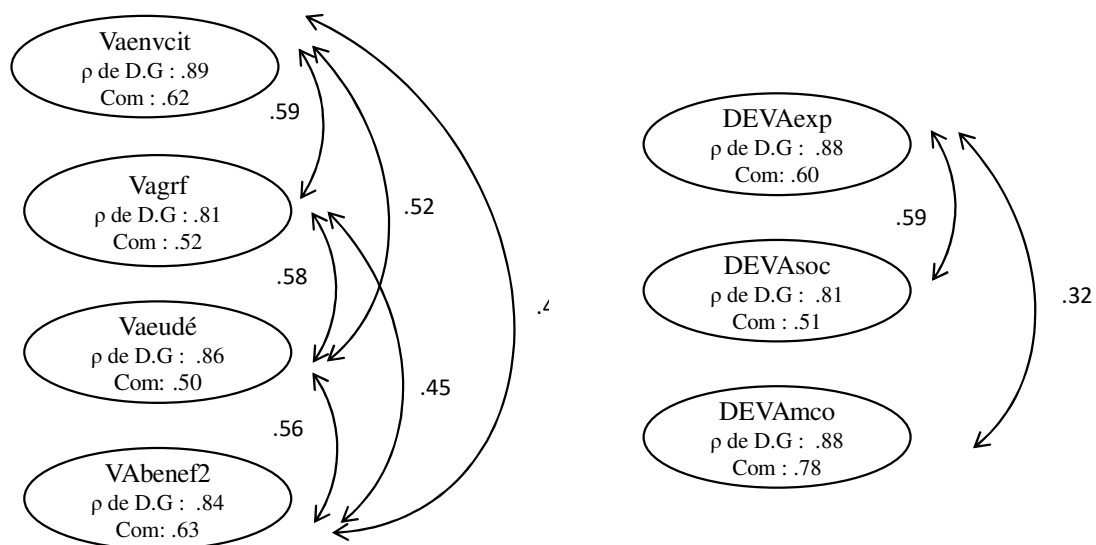 Vaenvcit
ρ de D.G : .89
Com : .62
.59
Vagrf
ρ de D.G : .81
Com : .52
.52
.58
Vaeudé
ρ de D.G : .86
Com: .50
.45
.56
VAbenef2
ρ de D.G : .84
Com: .63
DEVAexp
ρ de D.G : .88
Com: .60
.59
DEVAsoc
ρ de D.G : .81
Com : .51
.32
DEVAmco
ρ de D.G : .88
Com : .78